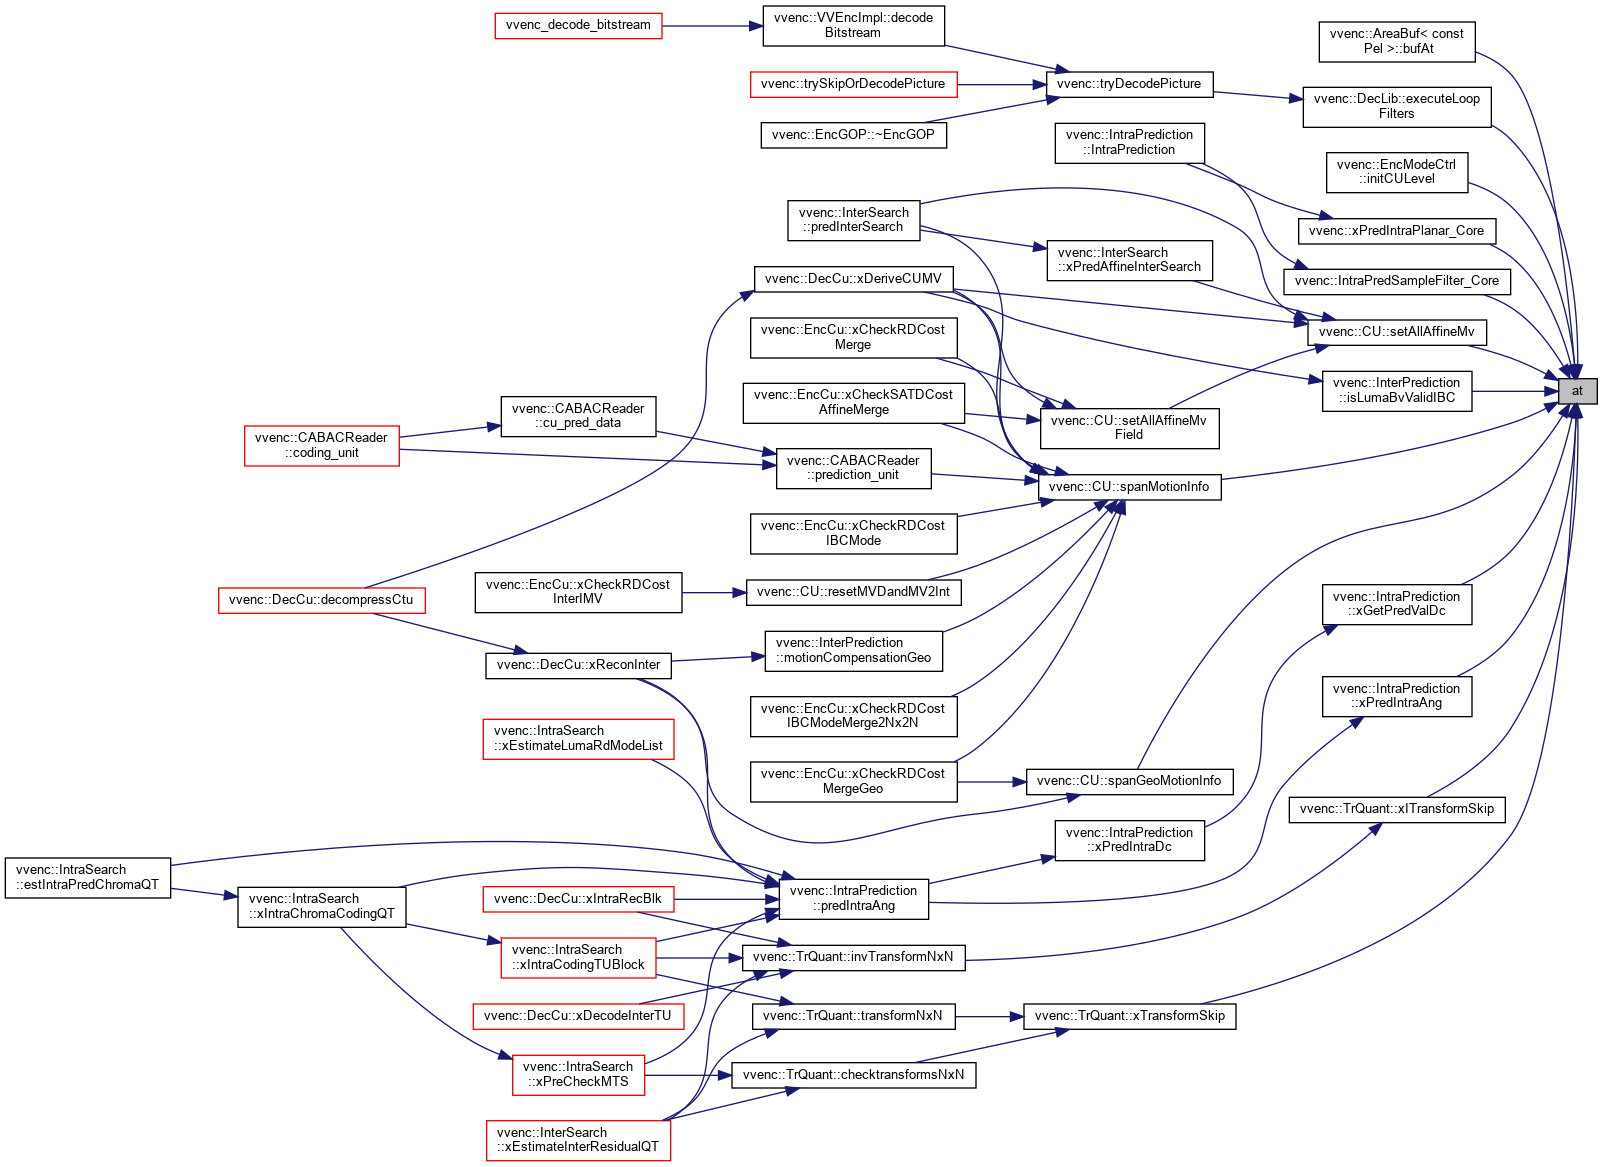 vvenc_decode_bitstream
vvenc::VVEncImpl::decode
Bitstream
vvenc::AreaBuf< const
Pel >::bufAt
vvenc::trySkipOrDecodePicture
vvenc::tryDecodePicture
vvenc::DecLib::executeLoop
Filters
vvenc::EncGOP::~EncGOP
vvenc::IntraPrediction
::IntraPrediction
vvenc::EncModeCtrl
::initCULevel
vvenc::InterSearch
::predInterSearch
vvenc::xPredIntraPlanar_Core
vvenc::InterSearch
::xPredAffineInterSearch
vvenc::DecCu::xDeriveCUMV
vvenc::IntraPredSampleFilter_Core
vvenc::EncCu::xCheckRDCost
Merge
vvenc::CU::setAllAffineMv
vvenc::EncCu::xCheckSATDCost
AffineMerge
vvenc::InterPrediction
::isLumaBvValidIBC
at
vvenc::CABACReader
::cu_pred_data
vvenc::CU::setAllAffineMv
Field
vvenc::CABACReader
::coding_unit
vvenc::CABACReader
::prediction_unit
vvenc::CU::spanMotionInfo
vvenc::EncCu::xCheckRDCost
IBCMode
vvenc::EncCu::xCheckRDCost
InterIMV
vvenc::CU::resetMVDandMV2Int
vvenc::DecCu::decompressCtu
vvenc::IntraPrediction
::xGetPredValDc
vvenc::InterPrediction
::motionCompensationGeo
vvenc::DecCu::xReconInter
vvenc::IntraPrediction
::xPredIntraAng
vvenc::EncCu::xCheckRDCost
IBCModeMerge2Nx2N
vvenc::IntraSearch
::xEstimateLumaRdModeList
vvenc::EncCu::xCheckRDCost
MergeGeo
vvenc::CU::spanGeoMotionInfo
vvenc::TrQuant::xITransformSkip
vvenc::IntraPrediction
::xPredIntraDc
vvenc::IntraSearch
::estIntraPredChromaQT
vvenc::IntraSearch
::xIntraChromaCodingQT
vvenc::DecCu::xIntraRecBlk
vvenc::IntraPrediction
::predIntraAng
vvenc::IntraSearch
::xIntraCodingTUBlock
vvenc::TrQuant::invTransformNxN
vvenc::DecCu::xDecodeInterTU
vvenc::TrQuant::transformNxN
vvenc::TrQuant::xTransformSkip
vvenc::IntraSearch
::xPreCheckMTS
vvenc::TrQuant::checktransformsNxN
vvenc::InterSearch
::xEstimateInterResidualQT